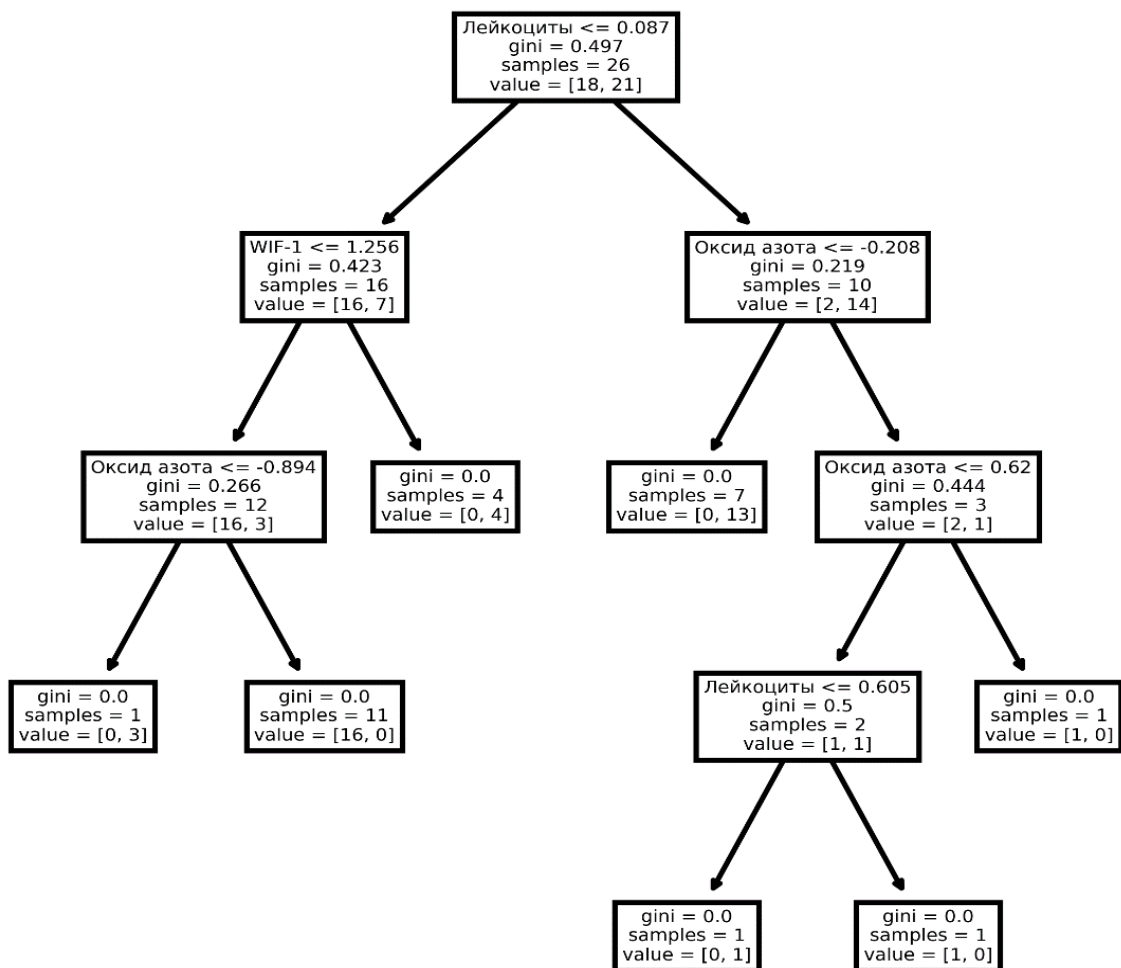 Лейкоциты <= 0.087
gini = 0.497
samples = 26
value = [18, 21]
WIF-1 <= 1.256
gini = 0.423
samples = 16
value = [16, 7]
Оксид азота <= -0.208
gini = 0.219
samples = 10
value = [2, 14]
Оксид азота <= -0.894
gini = 0.266
samples = 12
value = [16, 3]
gini = 0.0
samples = 4
value = [0, 4]
gini = 0.0
samples = 7
value = [0, 13]
Оксид азота <= 0.62
gini = 0.444
samples = 3
value = [2, 1]
gini = 0.0
samples = 1
value = [0, 3]
gini = 0.0
samples = 11
value = [16, 0]
Лейкоциты <= 0.605
gini = 0.5
samples = 2
value = [1, 1]
gini = 0.0
samples = 1
value = [1, 0]
gini = 0.0
samples = 1
value = [0, 1]
gini = 0.0
samples = 1
value = [1, 0]